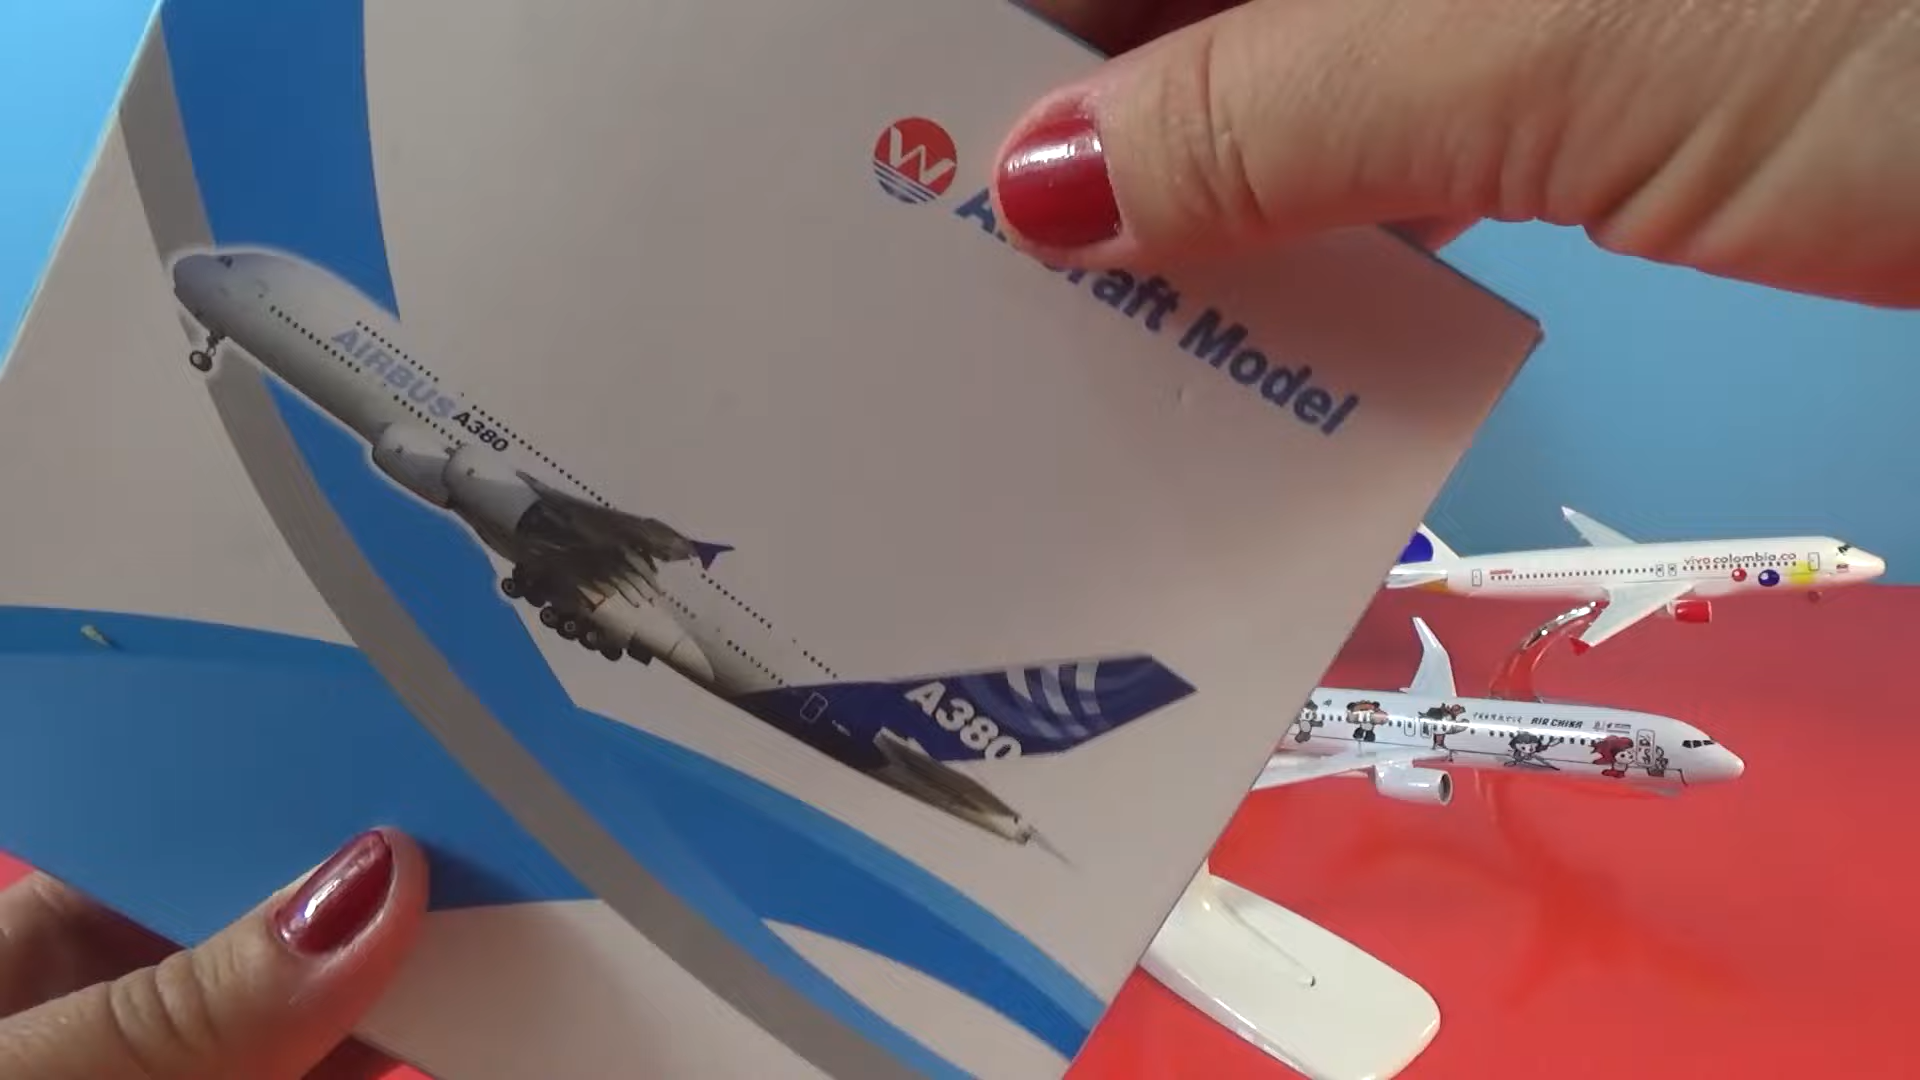 W
Aircraft Model
AIRBUS A380
A380
vivacolombia.co
AIR CHINA